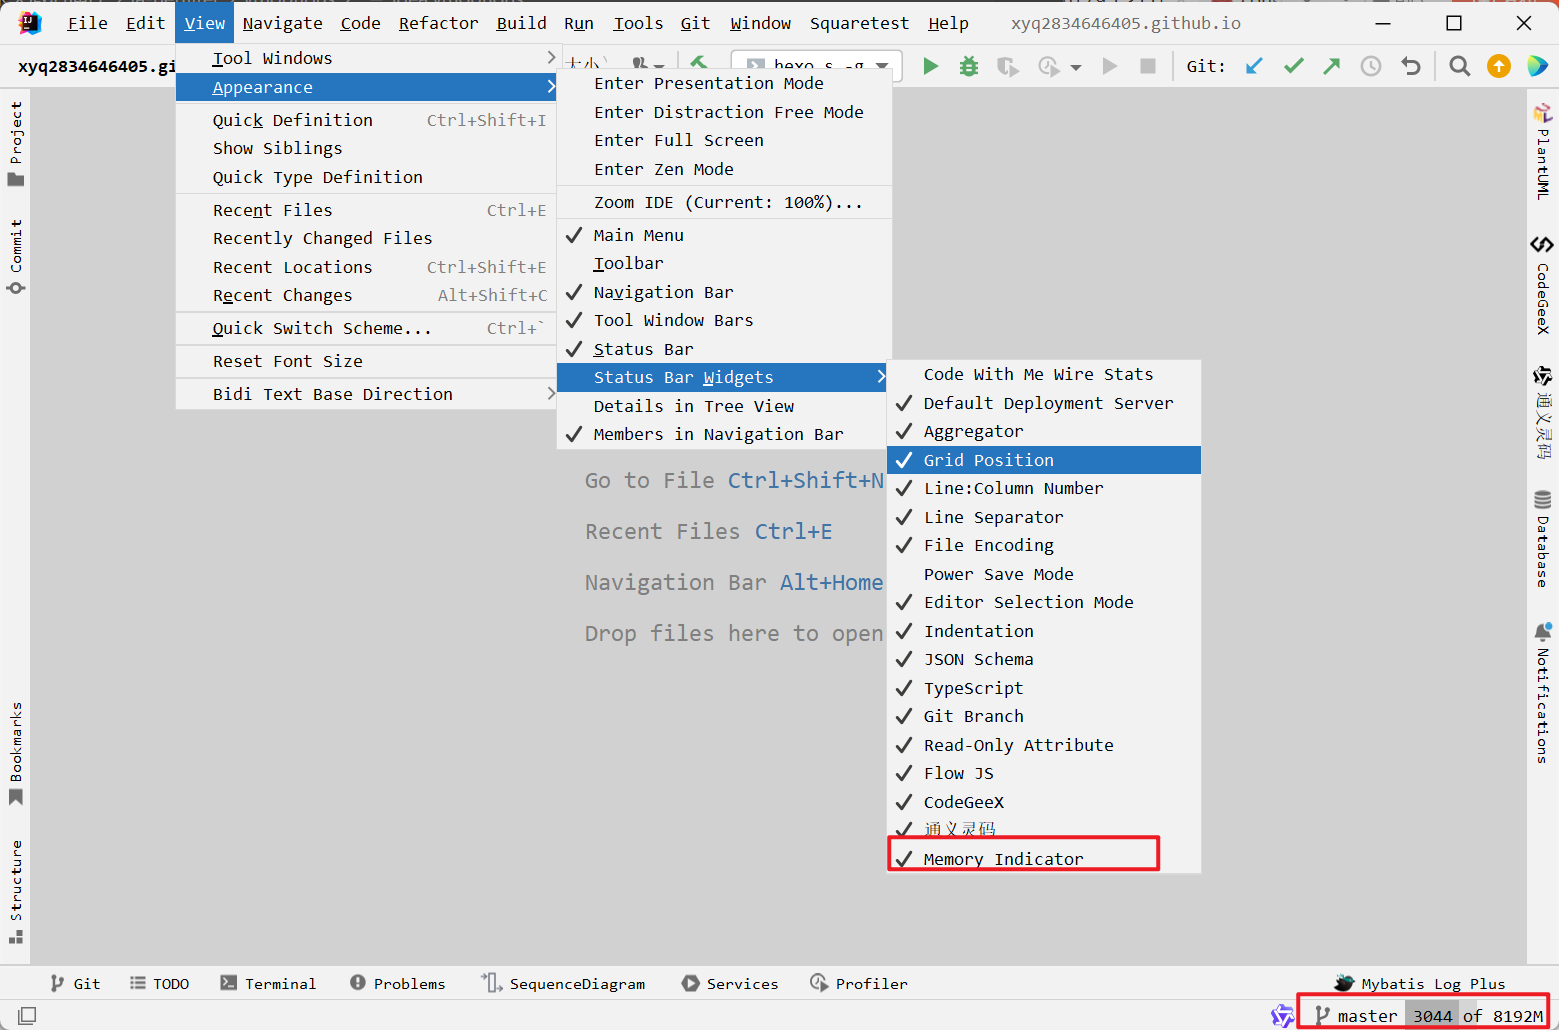 File Edit View Navigate Code Refactor Build Run Tools Git Window Squaretest Help xyq2834646405.github.io
xyq2834646405.gi
hexo s -g
Git:
Tool Windows
Appearance
Quick Definition Ctrl+Shift+I
Show Siblings
Quick Type Definition
Recent Files Ctrl+E
Recently Changed Files
Recent Locations Ctrl+Shift+E
Recent Changes Alt+Shift+C
Quick Switch Scheme... Ctrl+`
Reset Font Size
Bidi Text Base Direction
Enter Presentation Mode
Enter Distraction Free Mode
Enter Full Screen
Enter Zen Mode
Zoom IDE (Current: 100%)...
Main Menu
Toolbar
Navigation Bar
Tool Window Bars
Status Bar
Status Bar Widgets
Details in Tree View
Members in Navigation Bar
Code With Me Wire Stats
Default Deployment Server
Aggregator
Grid Position
Line:Column Number
Line Separator
File Encoding
Power Save Mode
Editor Selection Mode
Indentation
JSON Schema
TypeScript
Git Branch
Read-Only Attribute
Flow JS
CodeGeeX
通义灵码
Memory Indicator
Go to File Ctrl+Shift+N
Recent Files Ctrl+E
Navigation Bar Alt+Home
Drop files here to open
Project
Commit
Bookmarks
Structure
PlantUML
CodeGeeX
通义灵码
Database
Notifications
Git TODO Terminal Problems SequenceDiagram Services Profiler Mybatis Log Plus
master 3044 of 8192M